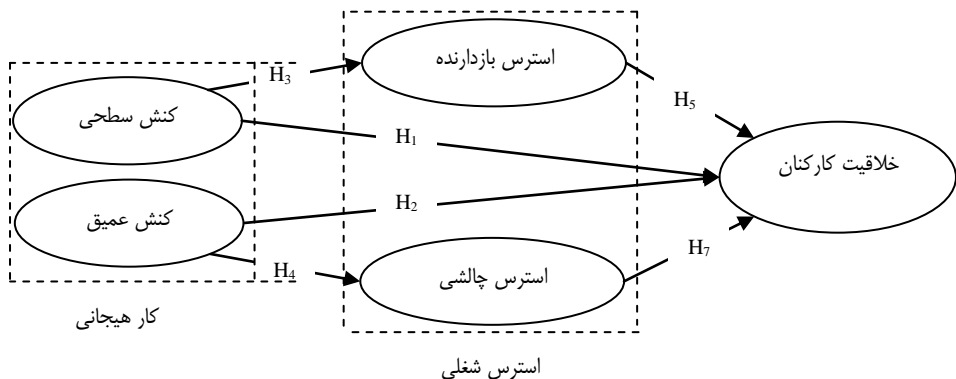 استرس بازدارنده
H3
H5
کنش سطحی
H1
خلاقیت کارکنان
کنش عمیق
H2
H4
H7
استرس چالشی
کار هیجانی
استرس شغلی